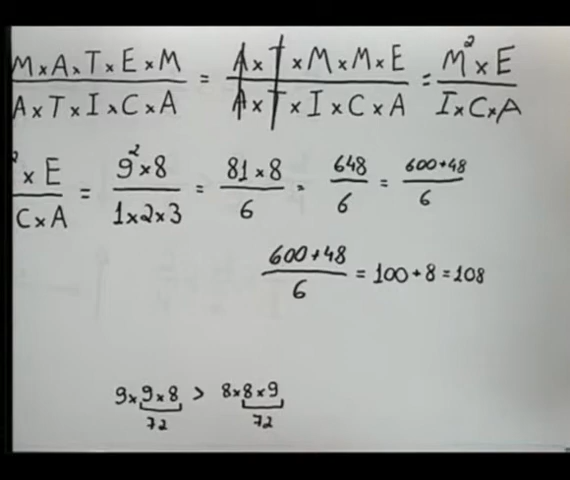 M×A×T×E×M / A×T×I×C×A = A×T×M×M×E / A×T×I×C×A = M²×E / I×C×A
² ×E / C×A = 9²×8 / 1×2×3 = 81×8 / 6 = 648 / 6 = 600+48 / 6
600+48 / 6 = 100+8=108
9×9×8 > 8×8×9
72 72